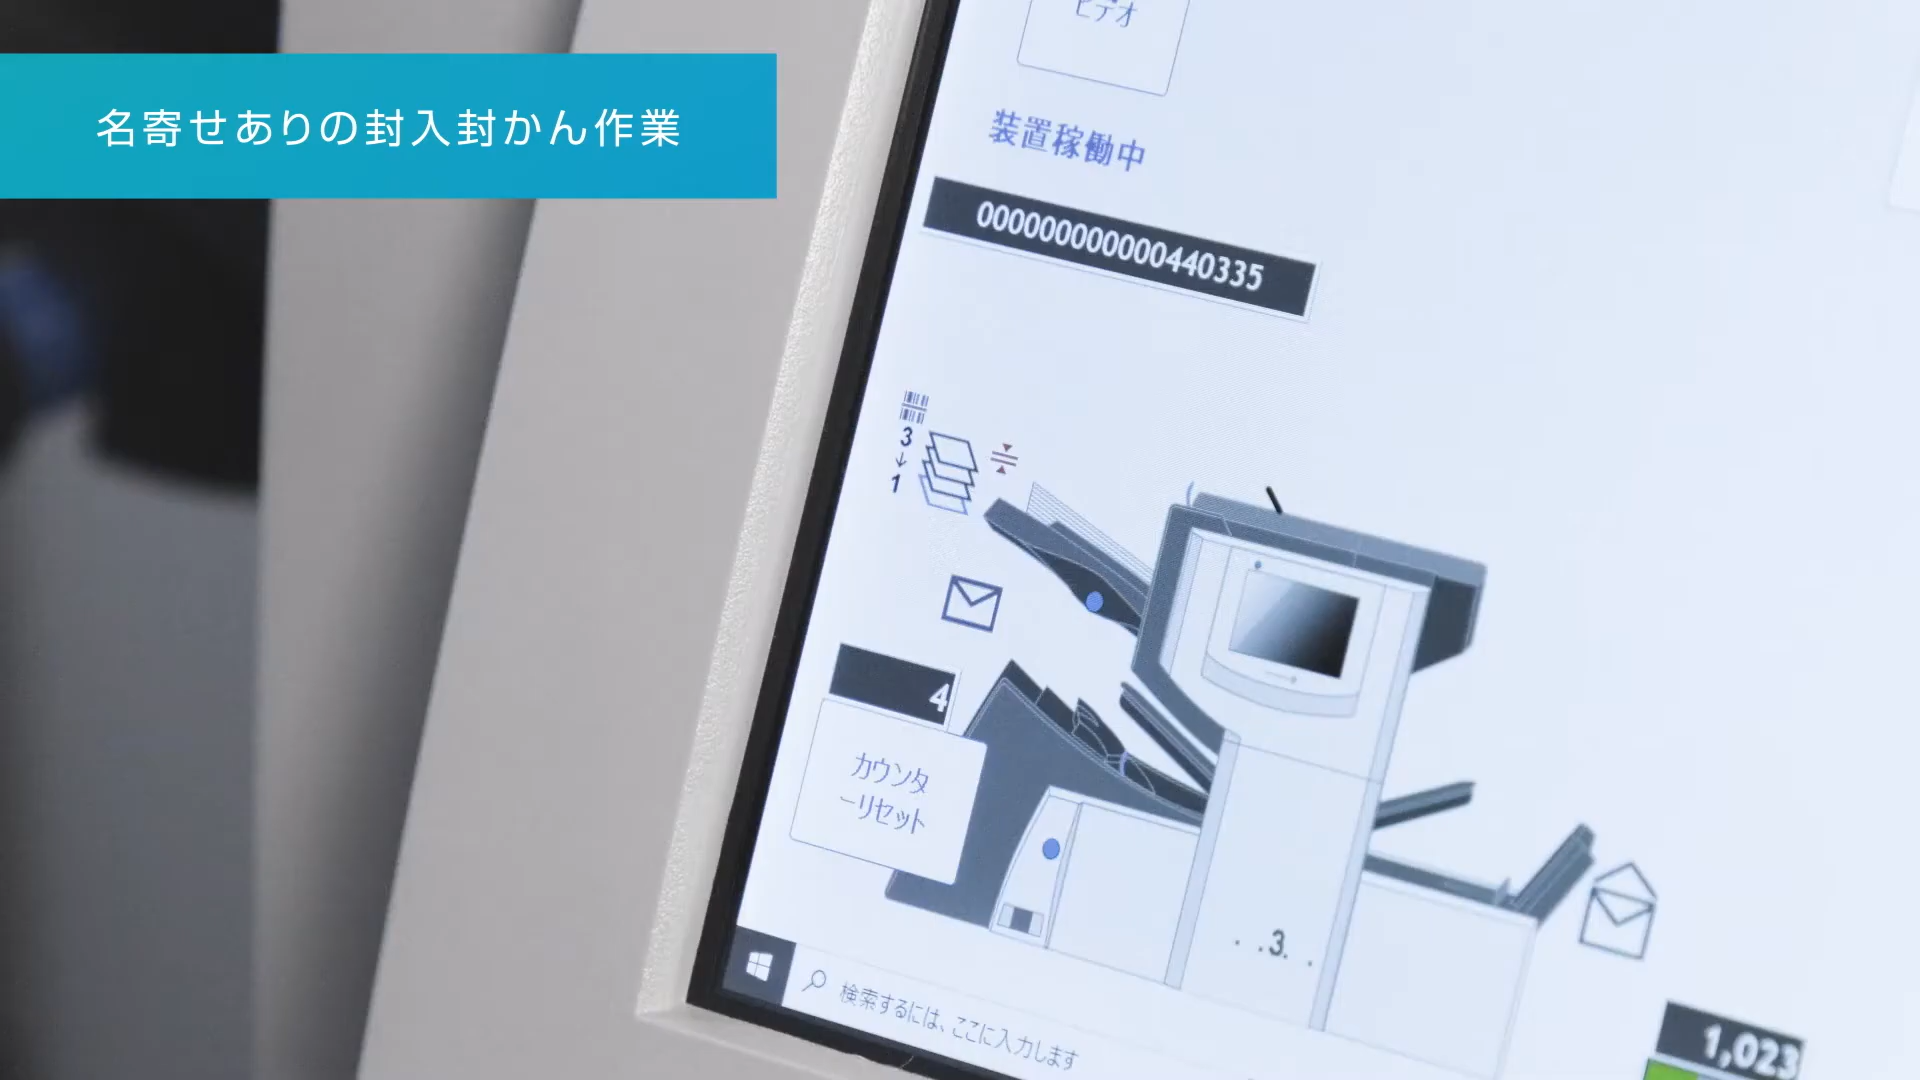 名寄せありの封入封かん作業
ビデオ
装置稼働中
000000000000440335
3
↓
1
4
カウンタ
ーリセット
. .3. .
検索するには、ここに入力します
1,023